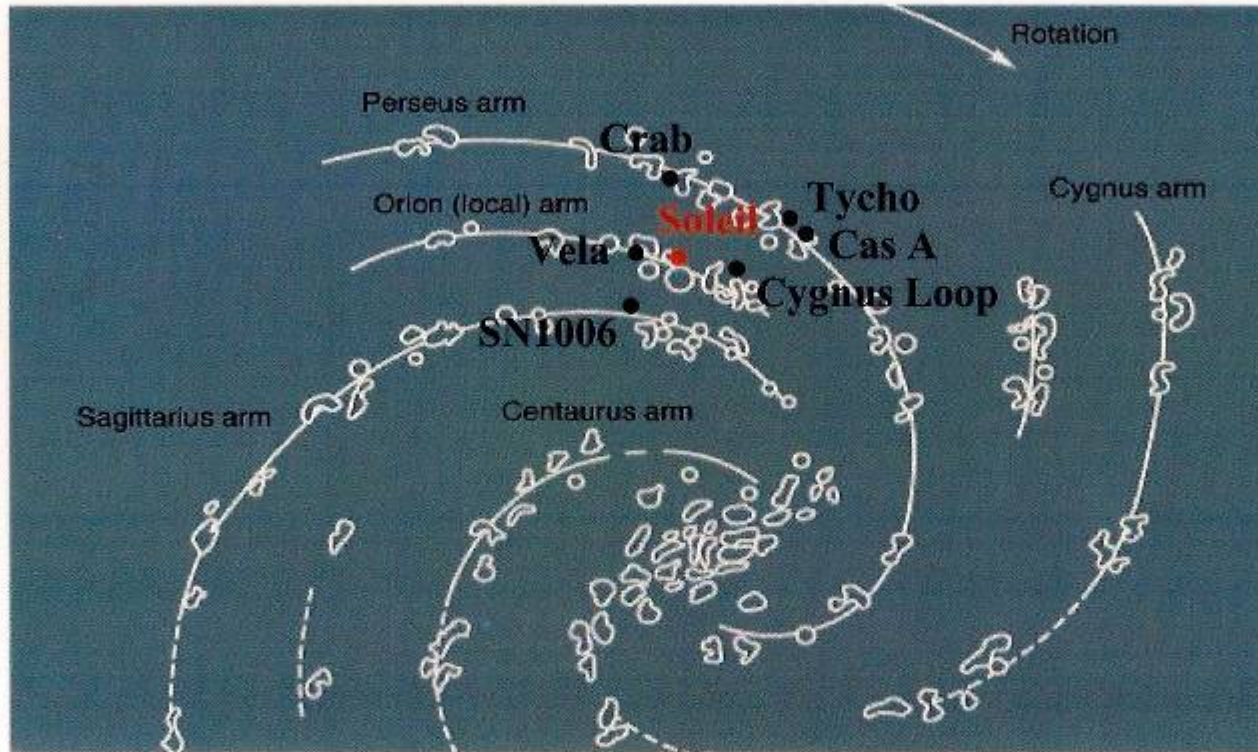 Rotation
Perseus arm
Crab
Cygnus arm
Tycho
Orion (local) arm
Soleil
Cas A
Vela
Cygnus Loop
SN1006
Sagittarius arm
Centaurus arm